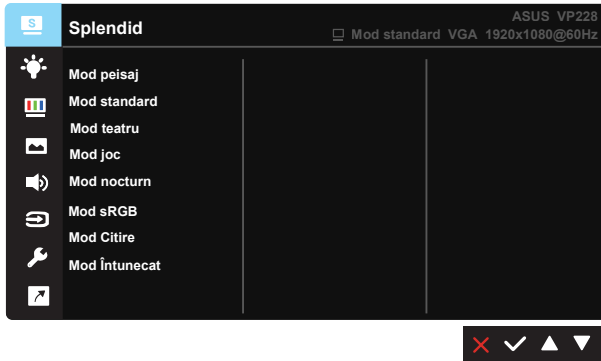 S
Splendid
ASUS VP228
Mod standard VGA 1920x1080@60Hz
Mod peisaj
Mod standard
Mod teatru
Mod joc
Mod nocturn
Mod sRGB
Mod Citire
Mod Întunecat